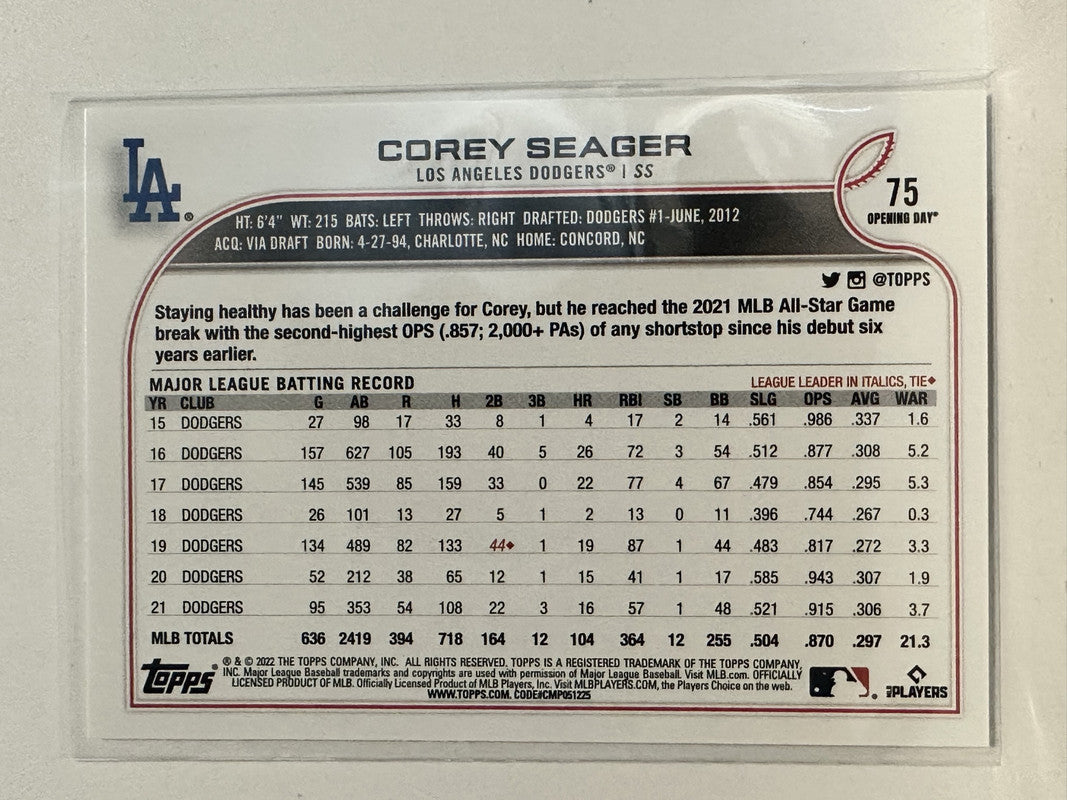 LA®
COREY SEAGER
LOS ANGELES DODGERS® | SS
75
OPENING DAY®
HT: 6'4" WT: 215 BATS: LEFT THROWS: RIGHT DRAFTED: DODGERS #1-JUNE, 2012
ACQ: VIA DRAFT BORN: 4-27-94, CHARLOTTE, NC HOME: CONCORD, NC
@TOPPS
Staying healthy has been a challenge for Corey, but he reached the 2021 MLB All-Star Game
break with the second-highest OPS (.857; 2,000+ PAs) of any shortstop since his debut six
years earlier.
MAJOR LEAGUE BATTING RECORD LEAGUE LEADER IN ITALICS, TIE◆
YR CLUB G AB R H 2B 3B HR RBI SB BB SLG OPS AVG WAR
15 DODGERS 27 98 17 33 8 1 4 17 2 14 .561 .986 .337 1.6
16 DODGERS 157 627 105 193 40 5 26 72 3 54 .512 .877 .308 5.2
17 DODGERS 145 539 85 159 33 0 22 77 4 67 .479 .854 .295 5.3
18 DODGERS 26 101 13 27 5 1 2 13 0 11 .396 .744 .267 0.3
19 DODGERS 134 489 82 133 44◆ 1 19 87 1 44 .483 .817 .272 3.3
20 DODGERS 52 212 38 65 12 1 15 41 1 17 .585 .943 .307 1.9
21 DODGERS 95 353 54 108 22 3 16 57 1 48 .521 .915 .306 3.7
MLB TOTALS 636 2419 394 718 164 12 104 364 12 255 .504 .870 .297 21.3
Topps®
® & © 2022 THE TOPPS COMPANY, INC. ALL RIGHTS RESERVED. TOPPS IS A REGISTERED TRADEMARK OF THE TOPPS COMPANY,
INC. Major League Baseball trademarks and copyrights are used with permission of Major League Baseball. Visit MLB.com. OFFICIALLY
LICENSED PRODUCT OF MLB. Officially Licensed Product of MLB Players, Inc. Visit MLBPLAYERS.COM, the Players Choice on the web.
WWW.TOPPS.COM. CODE#CMP051225
MLB PLAYERS